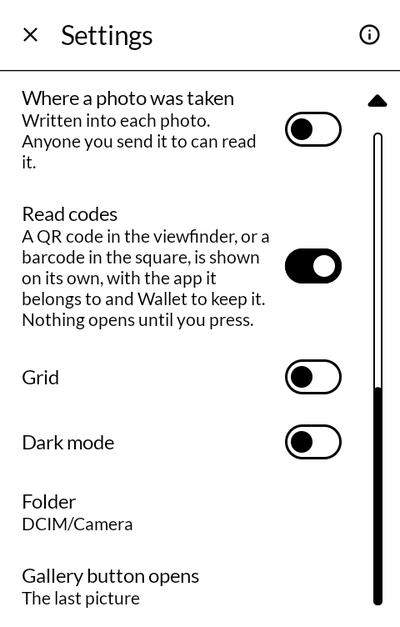 Settings
Where a photo was taken
Written into each photo.
Anyone you send it to can read
it.
Read codes
A QR code in the viewfinder, or a
barcode in the square, is shown
on its own, with the app it
belongs to and Wallet to keep it.
Nothing opens until you press.
Grid
Dark mode
Folder
DCIM/Camera
Gallery button opens
The last picture